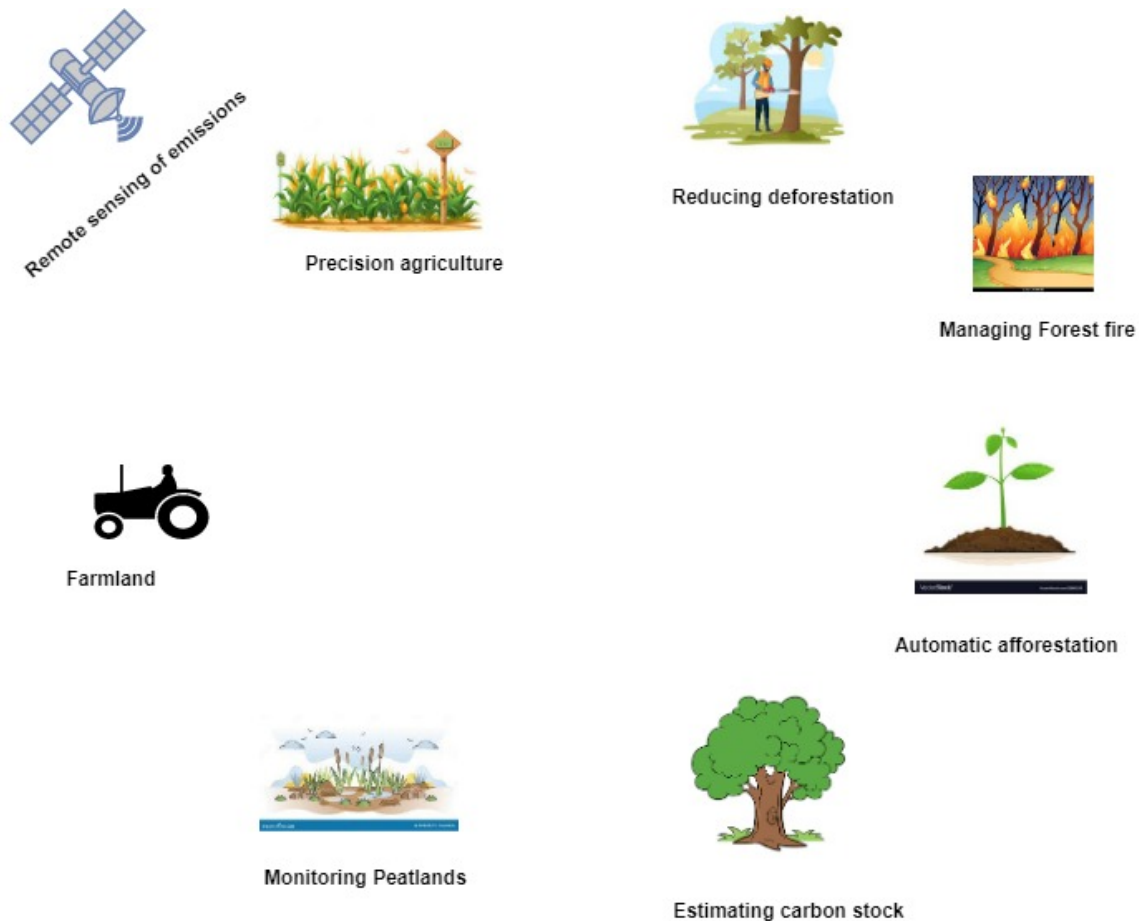 Remote sensing of emissions
Precision agriculture
Reducing deforestation
Managing Forest fire
Farmland
Automatic afforestation
Monitoring Peatlands
Estimating carbon stock
VectorStock